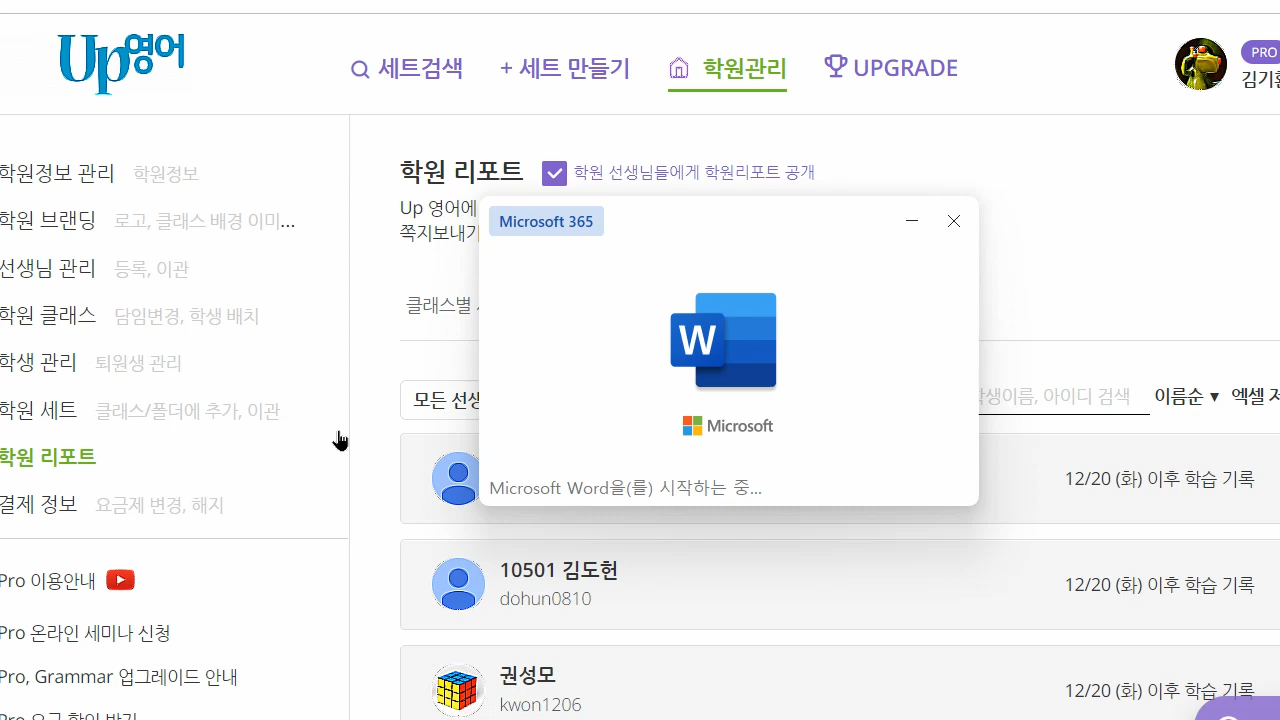 Up영어
세트검색
+ 세트 만들기
학원관리
UPGRADE
PRO
김기환
학원정보 관리 학원정보
학원 브랜딩 로고, 클래스 배경 이미...
선생님 관리 등록, 이관
학원 클래스 담임변경, 학생 배치
학생 관리 퇴원생 관리
학원 세트 클래스/폴더에 추가, 이관
학원 리포트
결제 정보 요금제 변경, 해지
Pro 이용안내
Pro 온라인 세미나 신청
Pro, Grammar 업그레이드 안내
학원 리포트
학원 선생님들에게 학원리포트 공개
Up 영어에
쪽지보내기
클래스별
Microsoft 365
W
Microsoft
Microsoft Word을(를) 시작하는 중...
모든 선생
학생이름, 아이디 검색
이름순 ▼
엑셀
12/20 (화) 이후 학습 기록
10501 김도헌
dohun0810
12/20 (화) 이후 학습 기록
권성모
kwon1206
12/20 (화) 이후 학습 기록